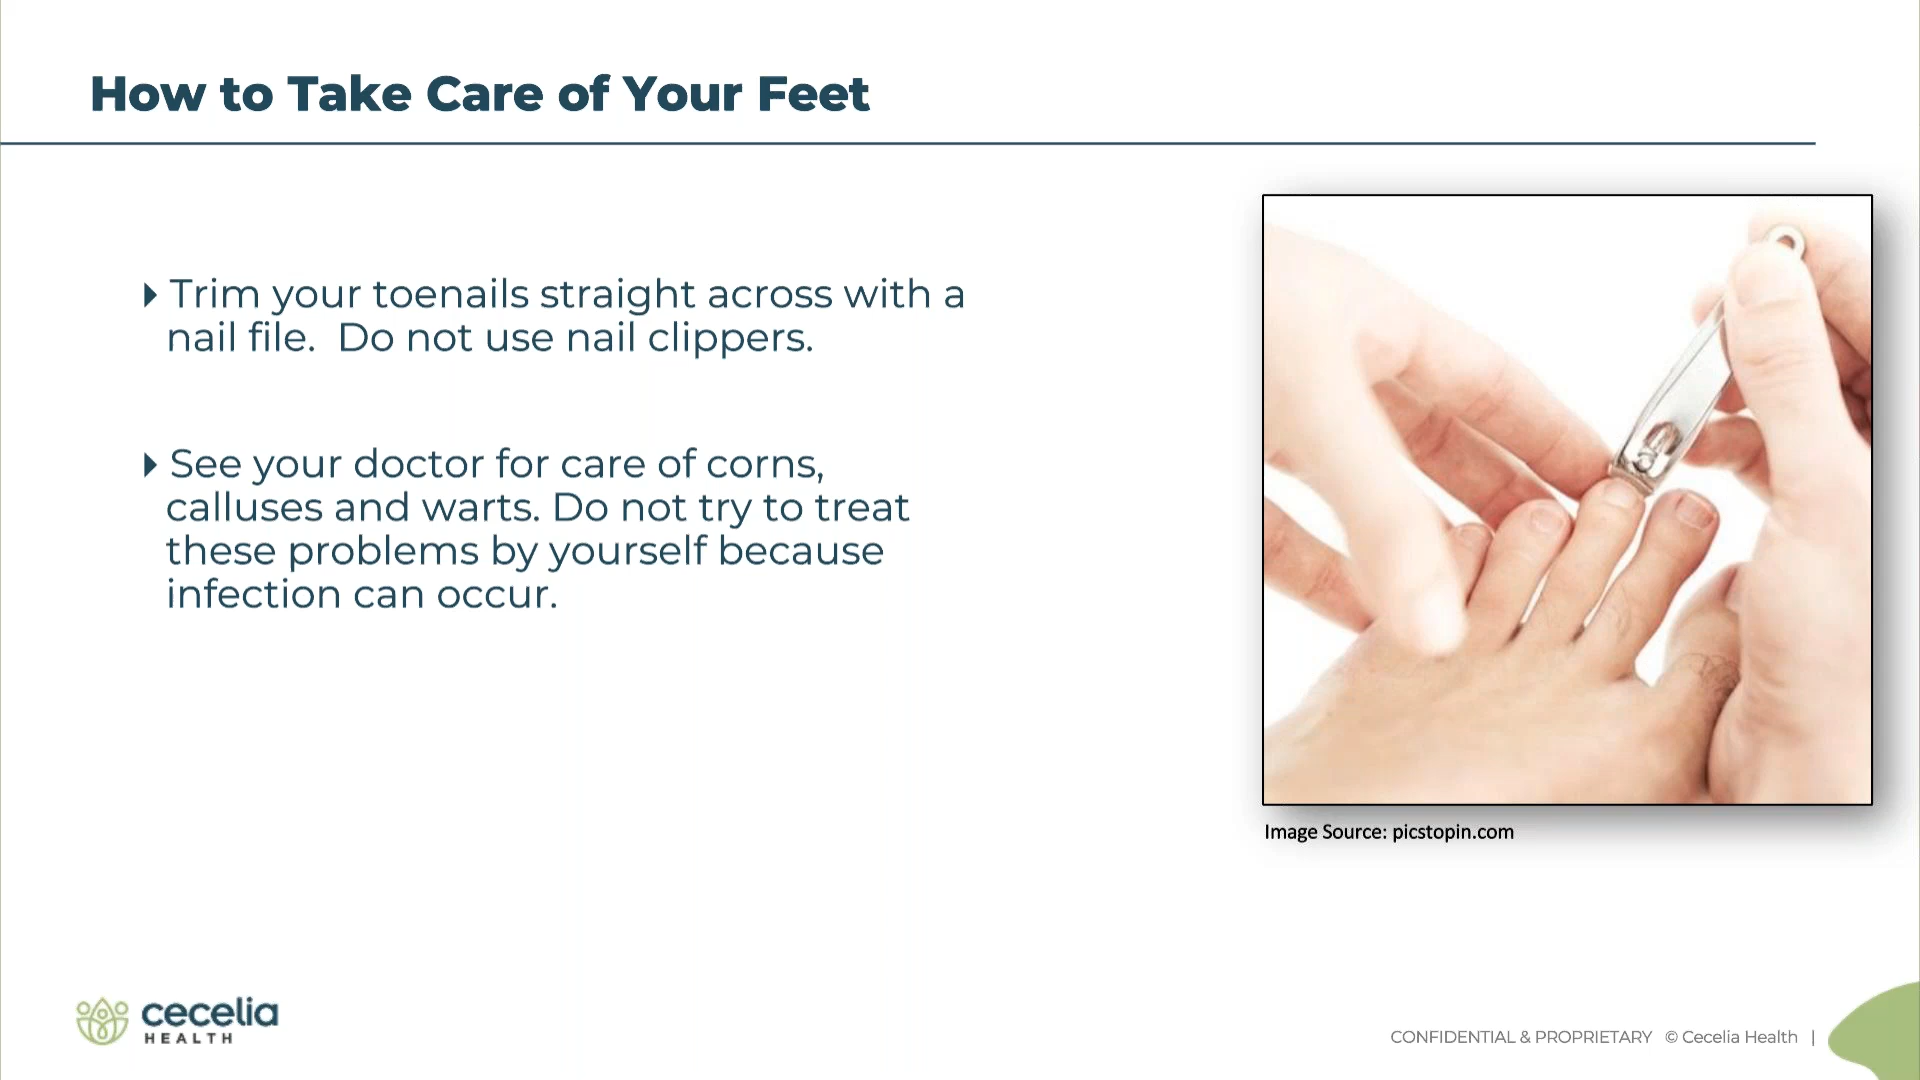 How to Take Care of Your Feet
Trim your toenails straight across with a
nail file.  Do not use nail clippers.
See your doctor for care of corns,
calluses and warts. Do not try to treat
these problems by yourself because
infection can occur.
Image Source: picstopin.com
cecelia
HEALTH
CONFIDENTIAL & PROPRIETARY © Cecelia Health |